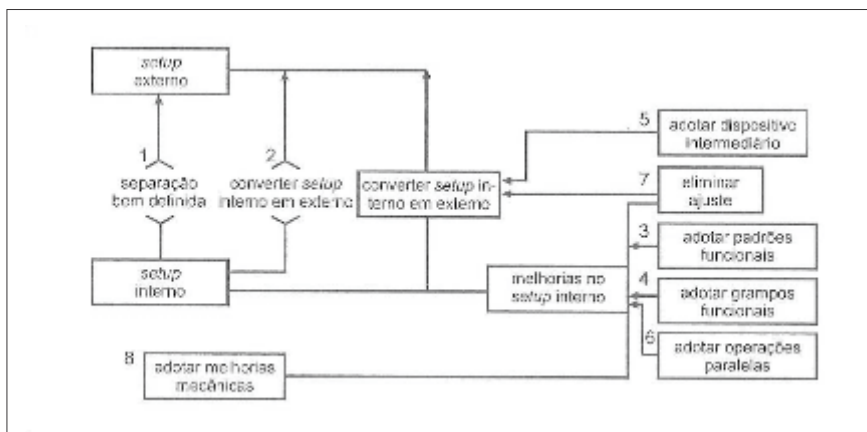 setup
externo
1
separação
bem definida
2
converter setup
interno em externo
converter setup in-
terno em externo
setup
interno
melhorias no
setup interno
5
adotar dispositivo
intermediário
7
eliminar
ajuste
3
adotar padrões
funcionais
4
adotar grampos
funcionais
6
adotar operações
paralelas
8
adotar melhorias
mecânicas